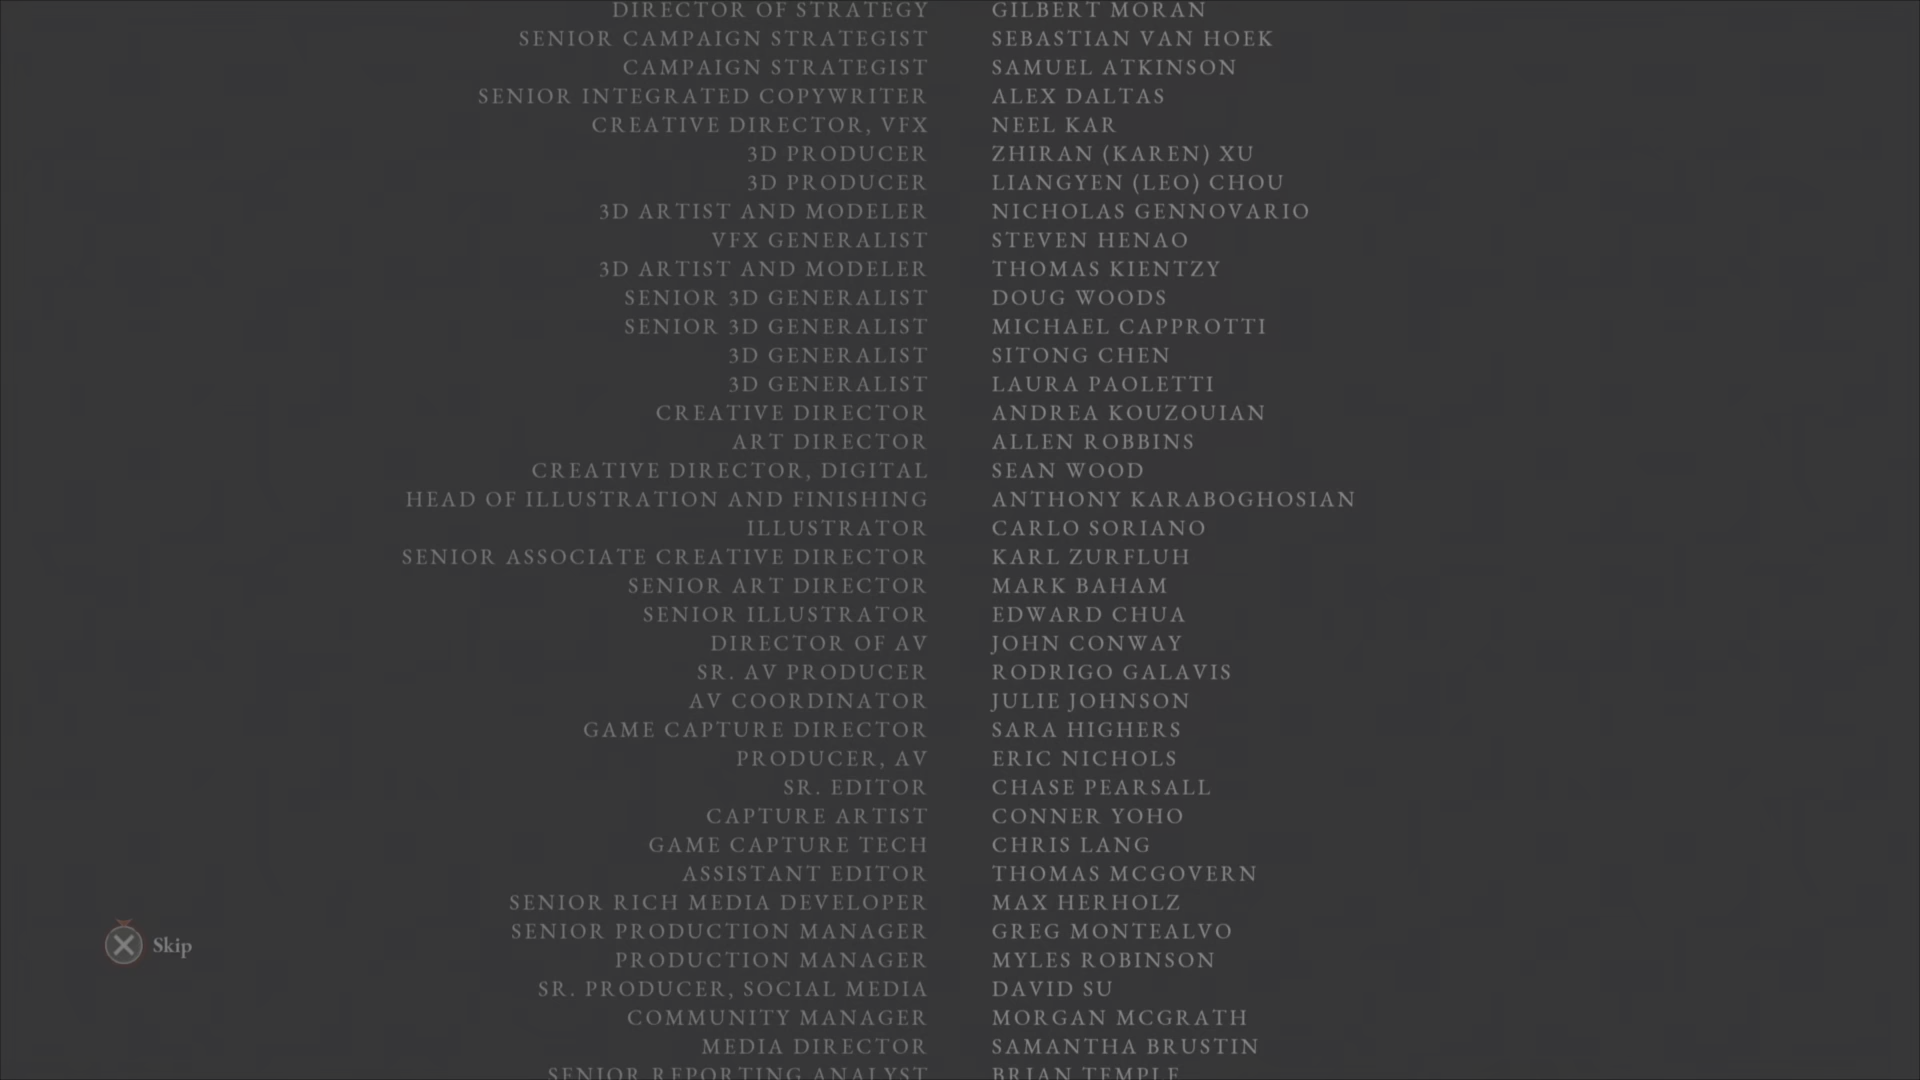 DIRECTOR OF STRATEGY GILBERT MORAN
SENIOR CAMPAIGN STRATEGIST SEBASTIAN VAN HOEK
CAMPAIGN STRATEGIST SAMUEL ATKINSON
SENIOR INTEGRATED COPYWRITER ALEX DALTAS
CREATIVE DIRECTOR, VFX NEEL KAR
3D PRODUCER ZHIRAN (KAREN) XU
3D PRODUCER LIANGYEN (LEO) CHOU
3D ARTIST AND MODELER NICHOLAS GENNOVARIO
VFX GENERALIST STEVEN HENAO
3D ARTIST AND MODELER THOMAS KIENTZY
SENIOR 3D GENERALIST DOUG WOODS
SENIOR 3D GENERALIST MICHAEL CAPPROTTI
3D GENERALIST SITONG CHEN
3D GENERALIST LAURA PAOLETTI
CREATIVE DIRECTOR ANDREA KOUZOUIAN
ART DIRECTOR ALLEN ROBBINS
CREATIVE DIRECTOR, DIGITAL SEAN WOOD
HEAD OF ILLUSTRATION AND FINISHING ANTHONY KARABOGHOSIAN
ILLUSTRATOR CARLO SORIANO
SENIOR ASSOCIATE CREATIVE DIRECTOR KARL ZURFLUH
SENIOR ART DIRECTOR MARK BAHAM
SENIOR ILLUSTRATOR EDWARD CHUA
DIRECTOR OF AV JOHN CONWAY
SR. AV PRODUCER RODRIGO GALAVIS
AV COORDINATOR JULIE JOHNSON
GAME CAPTURE DIRECTOR SARA HIGHERS
PRODUCER, AV ERIC NICHOLS
SR. EDITOR CHASE PEARSALL
CAPTURE ARTIST CONNER YOHO
GAME CAPTURE TECH CHRIS LANG
ASSISTANT EDITOR THOMAS MCGOVERN
SENIOR RICH MEDIA DEVELOPER MAX HERHOLZ
SENIOR PRODUCTION MANAGER GREG MONTEALVO
Skip
PRODUCTION MANAGER MYLES ROBINSON
SR. PRODUCER, SOCIAL MEDIA DAVID SU
COMMUNITY MANAGER MORGAN MCGRATH
MEDIA DIRECTOR SAMANTHA BRUSTIN
SENIOR REPORTING ANALYST BRIAN TEMPLE